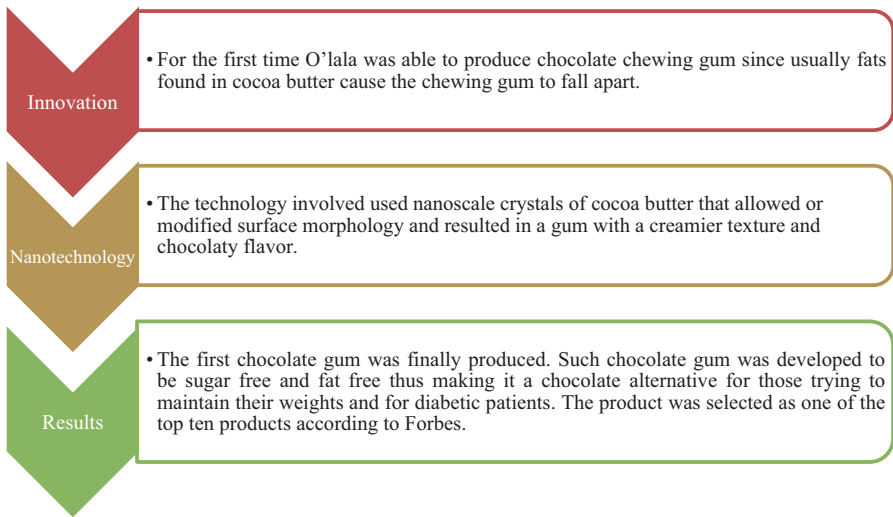 Innovation
• For the first time O’lala was able to produce chocolate chewing gum since usually fats
found in cocoa butter cause the chewing gum to fall apart.
Nanotechnology
• The technology involved used nanoscale crystals of cocoa butter that allowed or
modified surface morphology and resulted in a gum with a creamier texture and
chocolaty flavor.
Results
• The first chocolate gum was finally produced. Such chocolate gum was developed to
be sugar free and fat free thus making it a chocolate alternative for those trying to
maintain their weights and for diabetic patients. The product was selected as one of the
top ten products according to Forbes.